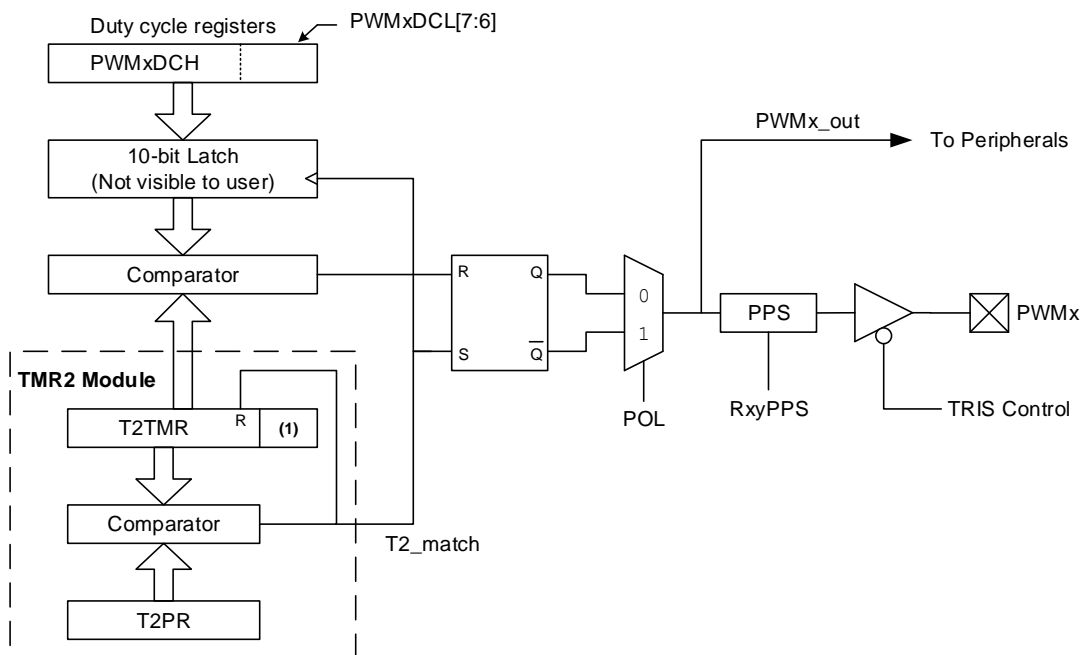 Duty cycle registers
PWMxDCL[7:6]
PWMxDCH
10-bit Latch
(Not visible to user)
PWMx_out
To Peripherals
Comparator
R
Q
S
Q
0
1
PPS
PWMx
POL
RxyPPS
TRIS Control
TMR2 Module
R
T2TMR
(1)
Comparator
T2_match
T2PR